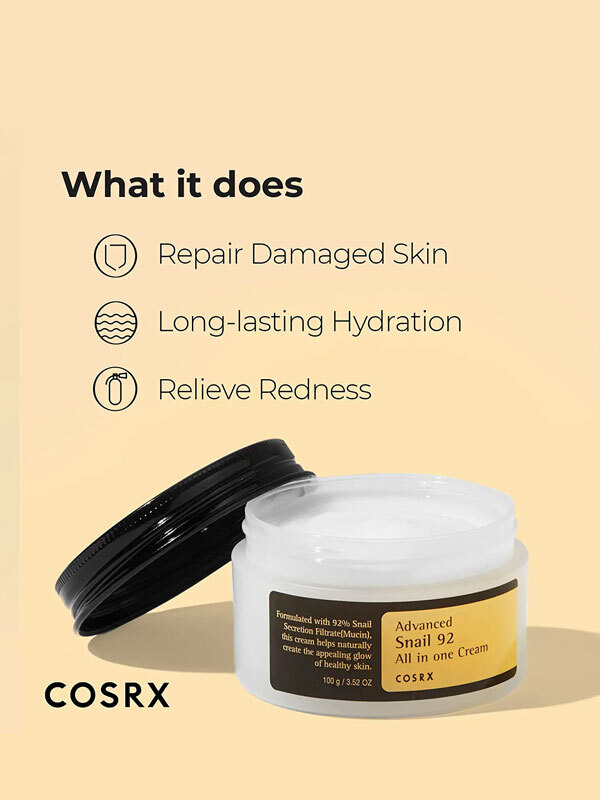 What it does
Repair Damaged Skin
Long-lasting Hydration
Relieve Redness
Formulated with 92% Snail
Secretion Filtrate(Mucin),
this cream helps naturally
create the appealing glow
of healthy skin.
100 g / 3.52 OZ
Advanced
Snail 92
All in one Cream
COSRX
COSRX